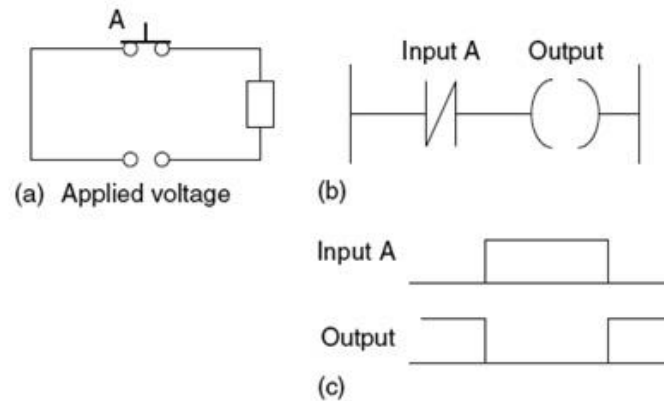 A
(a) Applied voltage
Input A Output
(b)
Input A
Output
(c)